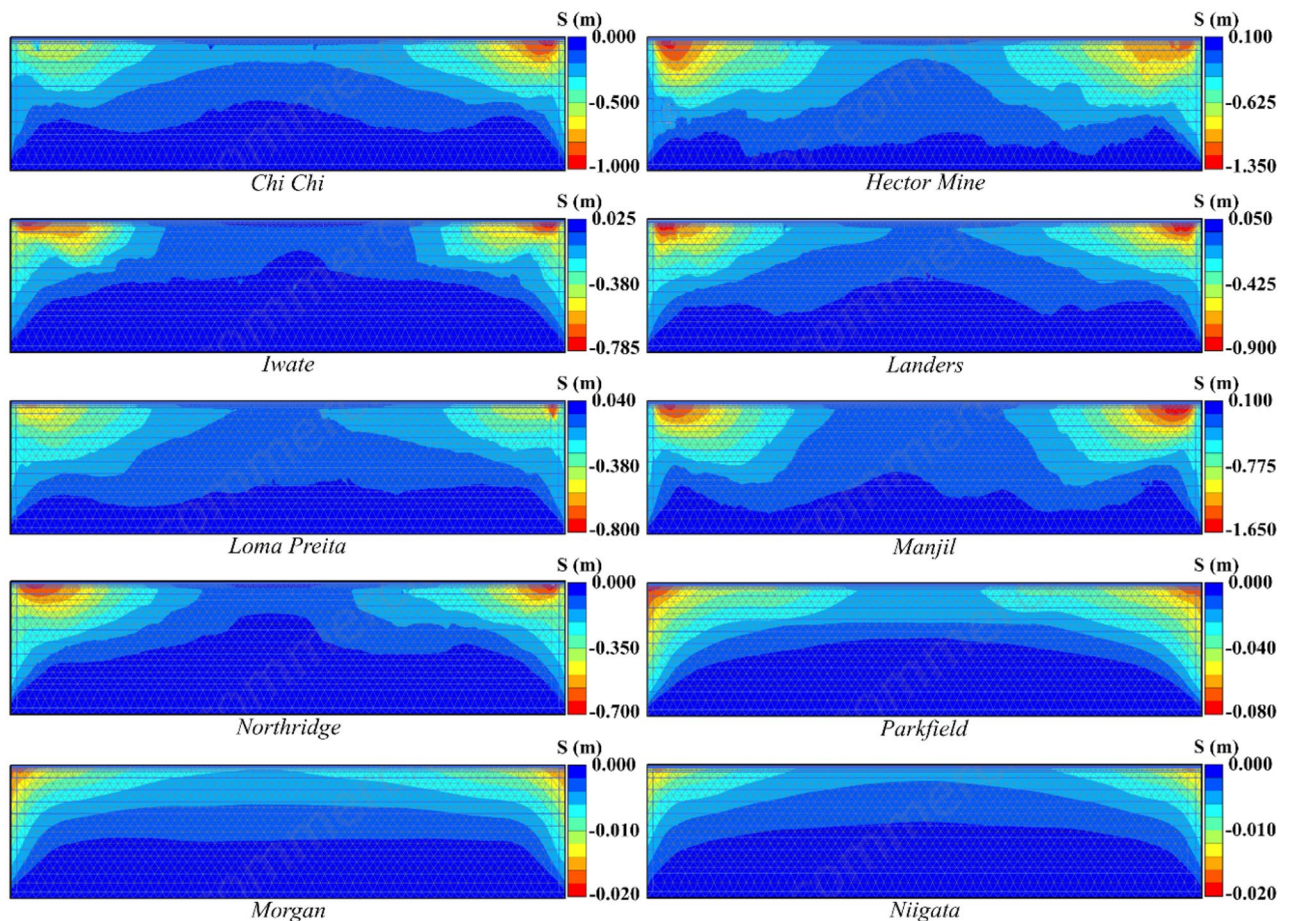 S (m)
0.000
-0.500
-1.000
Chi Chi
S (m)
0.100
-0.625
-1.350
Hector Mine
S (m)
0.025
-0.380
-0.785
Iwate
S (m)
0.050
-0.425
-0.900
Landers
S (m)
0.040
-0.380
-0.800
Loma Preita
S (m)
0.100
-0.775
-1.650
Manjil
S (m)
0.000
-0.350
-0.700
Northridge
S (m)
0.000
-0.040
-0.080
Parkfield
S (m)
0.000
-0.010
-0.020
Morgan
S (m)
0.000
-0.010
-0.020
Niigata